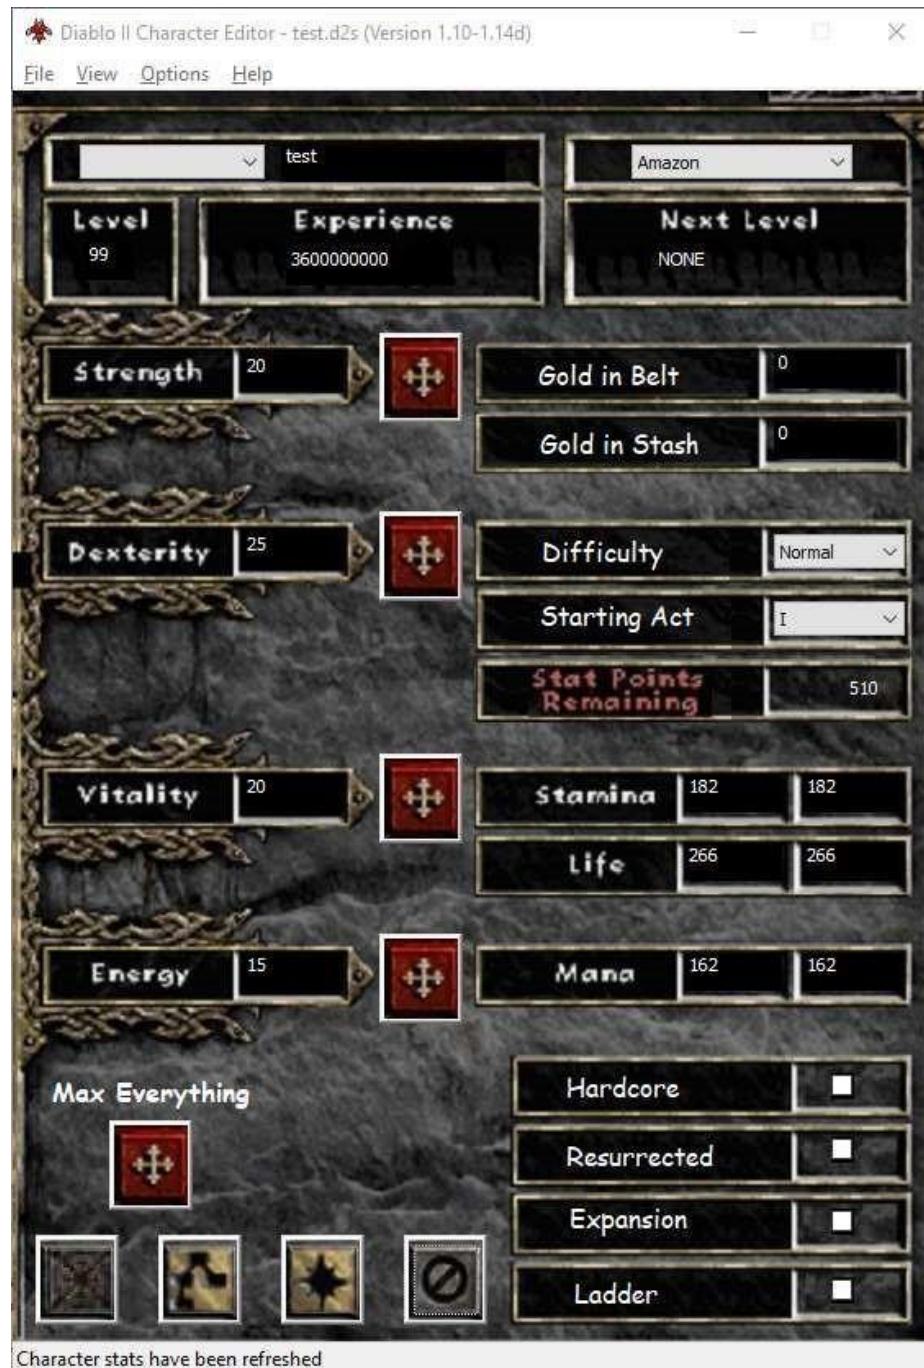 Diablo II Character Editor - test.d2s (Version 1.10-1.14d)
File View Options Help
test
Amazon
Level
99
Experience
3600000000
Next Level
NONE
Strength 20
Gold in Belt 0
Gold in Stash 0
Dexterity 25
Difficulty Normal
Starting Act I
Stat Points
Remaining
510
Vitality 20
Stamina 182 182
Life 266 266
Energy 15
Mana 162 162
Max Everything
Hardcore
Resurrected
Expansion
Ladder
Character stats have been refreshed